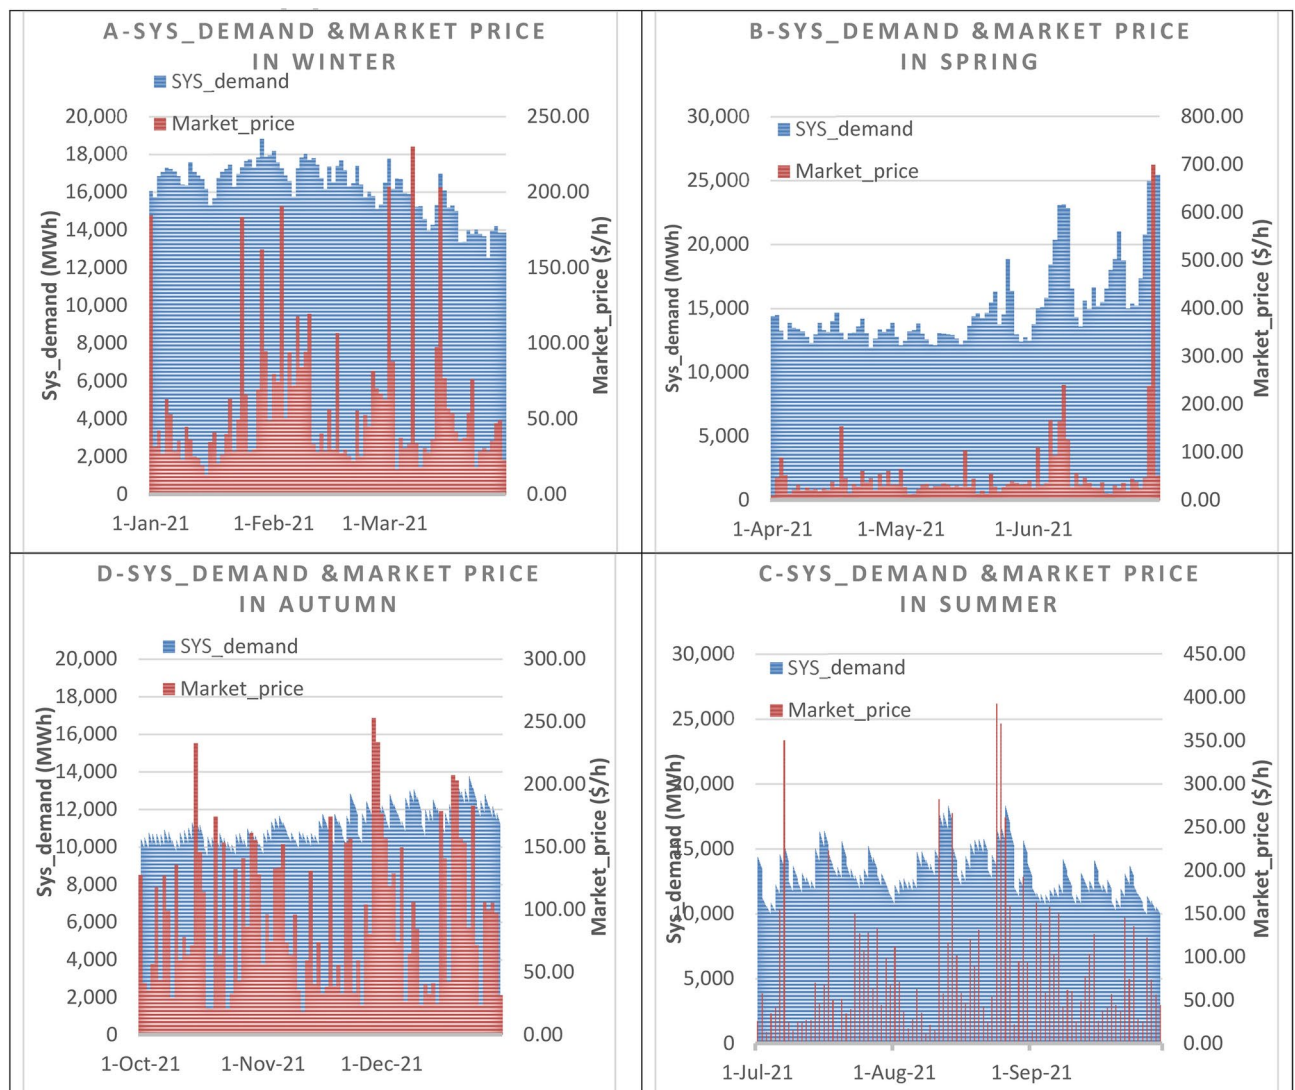 A-SYS_DEMAND &MARKET PRICE
IN WINTER
SYS_demand
Market_price
20,000
18,000
16,000
14,000
12,000
10,000
8,000
6,000
4,000
2,000
0
Sys_demand (MWh)
250.00
200.00
150.00
100.00
50.00
0.00
Market_price ($/h)
1-Jan-21
1-Feb-21
1-Mar-21
B-SYS_DEMAND &MARKET PRICE
IN SPRING
SYS_demand
Market_price
30,000
25,000
20,000
15,000
10,000
5,000
0
Sys_demand (MWh)
800.00
700.00
600.00
500.00
400.00
300.00
200.00
100.00
0.00
Market_price ($/h)
1-Apr-21
1-May-21
1-Jun-21
D-SYS_DEMAND &MARKET PRICE
IN AUTUMN
SYS_demand
Market_price
20,000
18,000
16,000
14,000
12,000
10,000
8,000
6,000
4,000
2,000
0
Sys_demand (MWh)
300.00
250.00
200.00
150.00
100.00
50.00
0.00
Market_price ($/h)
1-Oct-21
1-Nov-21
1-Dec-21
C-SYS_DEMAND &MARKET PRICE
IN SUMMER
SYS_demand
Market_price
30,000
25,000
20,000
15,000
10,000
5,000
0
Sys_demand (MWh)
450.00
400.00
350.00
300.00
250.00
200.00
150.00
100.00
50.00
0.00
Market_price ($/h)
1-Jul-21
1-Aug-21
1-Sep-21